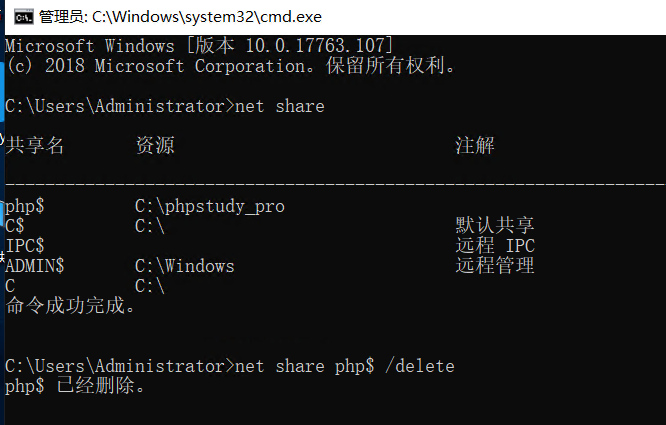 管理员: C:\Windows\system32\cmd.exe
Microsoft Windows [版本 10.0.17763.107]
(c) 2018 Microsoft Corporation。保留所有权利。
C:\Users\Administrator>net share
共享名 资源 注解
-------------------------------------------------------------------
php$ C:\phpstudy_pro
C$ C:\ 默认共享
IPC$ 远程 IPC
ADMIN$ C:\Windows 远程管理
C C:\
命令成功完成。
C:\Users\Administrator>net share php$ /delete
php$ 已经删除。